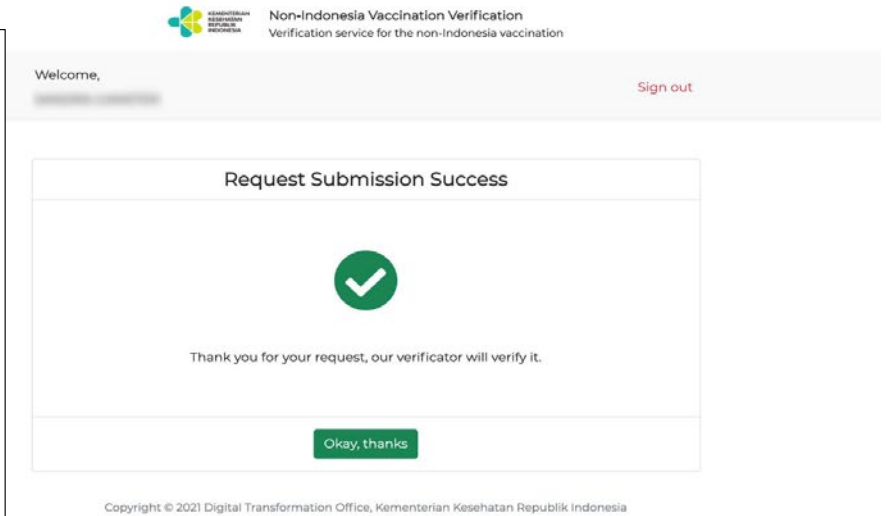 KEMENTERIAN
KESEHATAN
REPUBLIK
INDONESIA
Non-Indonesia Vaccination Verification
Verification service for the non-Indonesia vaccination
Welcome,
Sign out
Request Submission Success
Thank you for your request, our verificator will verify it.
Okay, thanks
Copyright © 2021 Digital Transformation Office, Kementerian Kesehatan Republik Indonesia